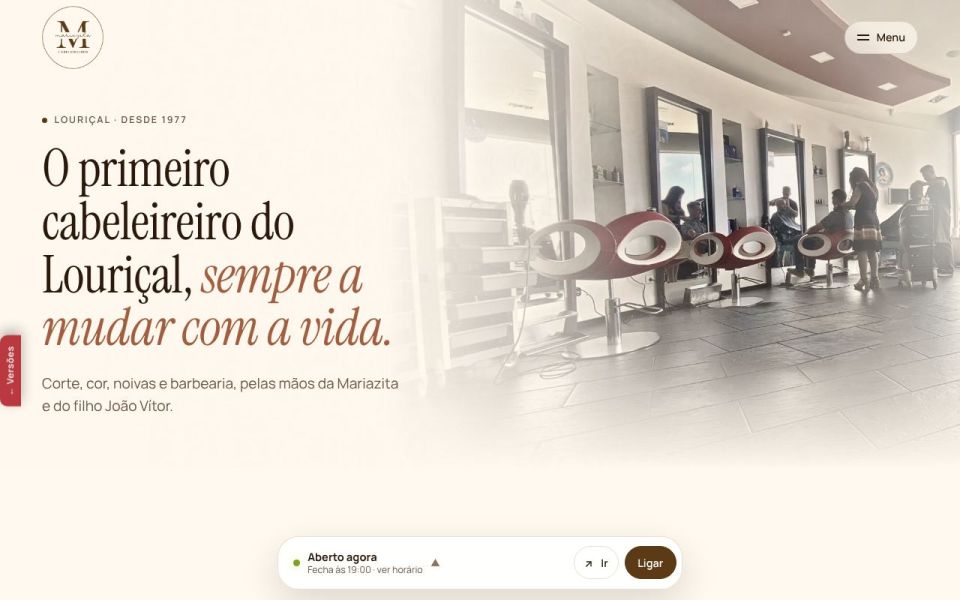 M
mariazita
Menu
LOURIÇAL · DESDE 1977
O primeiro
cabeleireiro do
Louriçal, sempre a
mudar com a vida.
← Versões
Corte, cor, noivas e barbearia, pelas mãos da Mariazita
e do filho João Vítor.
Aberto agora
Fecha às 19:00 · ver horário ▲
↗ Ir
Ligar